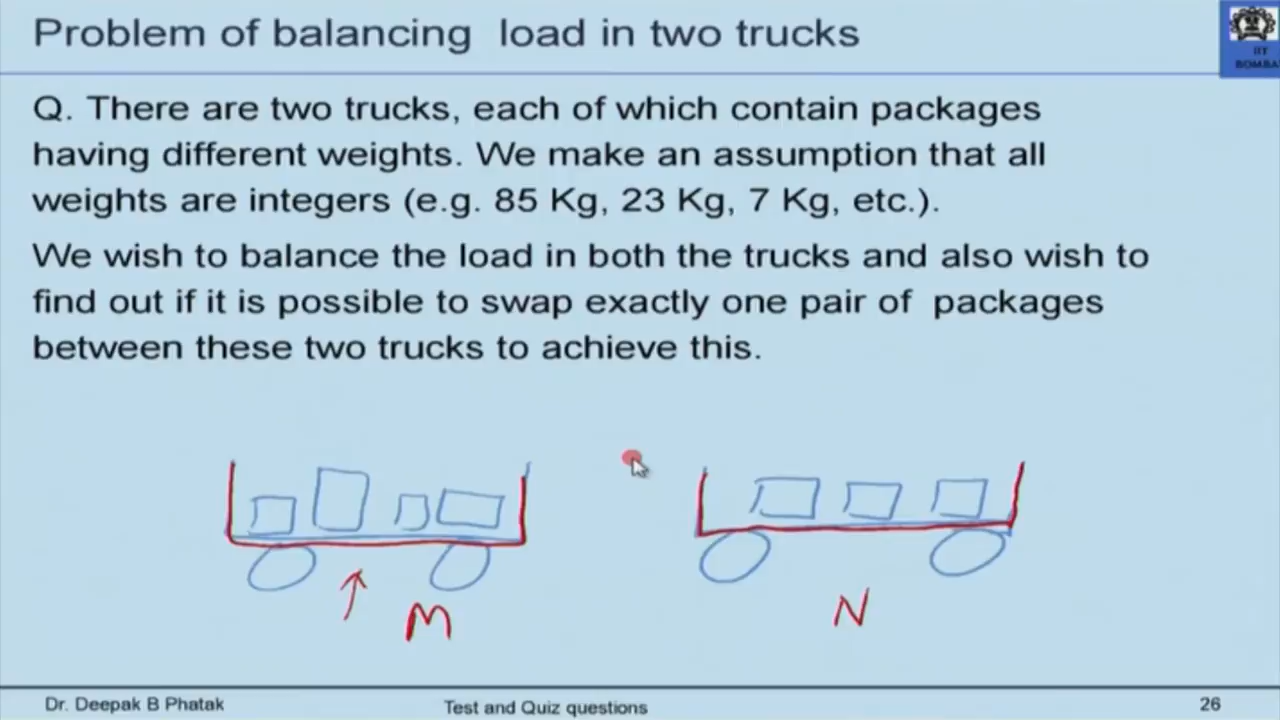 Problem of balancing load in two trucks
IIT
BOMBA
Q. There are two trucks, each of which contain packages
having different weights. We make an assumption that all
weights are integers (e.g. 85 Kg, 23 Kg, 7 Kg, etc.).
We wish to balance the load in both the trucks and also wish to
find out if it is possible to swap exactly one pair of packages
between these two trucks to achieve this.
M
N
Dr. Deepak B Phatak
Test and Quiz questions
26